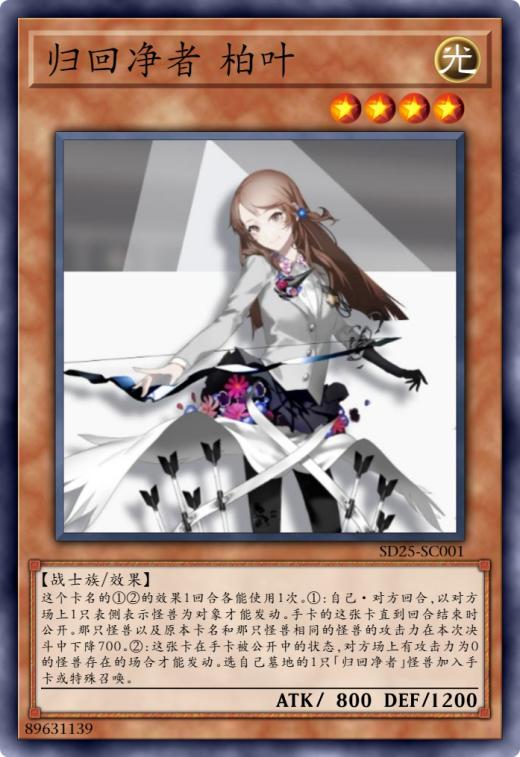 归回净者 柏叶
光
SD25-SC001
【战士族/效果】
这个卡名的①②的效果1回合各能使用1次。①:自己·对方回合,以对方
场上1只表侧表示怪兽为对象才能发动。手卡的这张卡直到回合结束时
公开。那只怪兽以及原本卡名和那只怪兽相同的怪兽的攻击力在本次决
斗中下降700。②:这张卡在手卡被公开中的状态,对方场上有攻击力为0
的怪兽存在的场合才能发动。选自己墓地的1只「归回净者」怪兽加入手
卡或特殊召唤。
ATK/ 800 DEF/1200
89631139